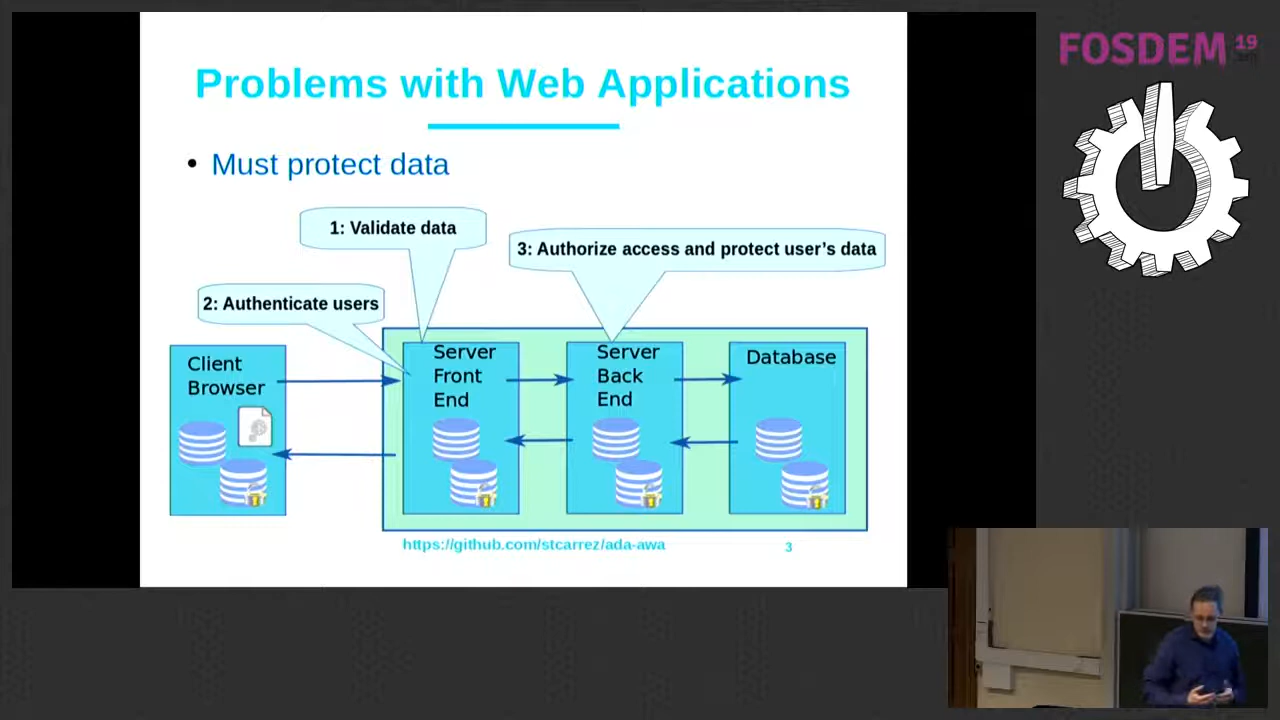 Problems with Web Applications
FOSDEM 19
• Must protect data
1: Validate data
3: Authorize access and protect user's data
2: Authenticate users
Client
Browser
Server
Front
End
Server
Back
End
Database
https://github.com/stcarrez/ada-awa
3